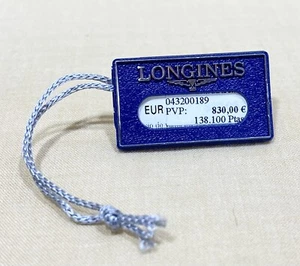 LONGINES
043200189
EUR PVP: 830,00 €
138.100 Ptas